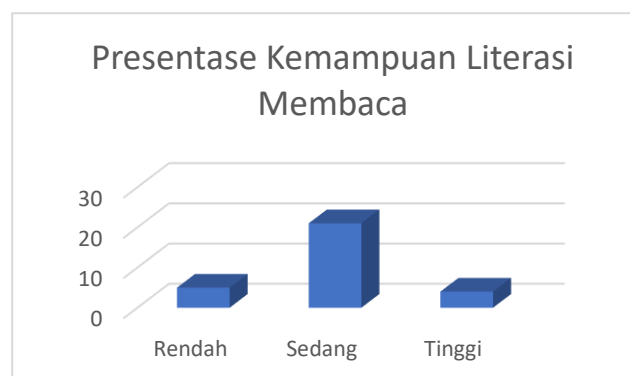 Presentase Kemampuan Literasi
Membaca
30
20
10
0
Rendah Sedang Tinggi